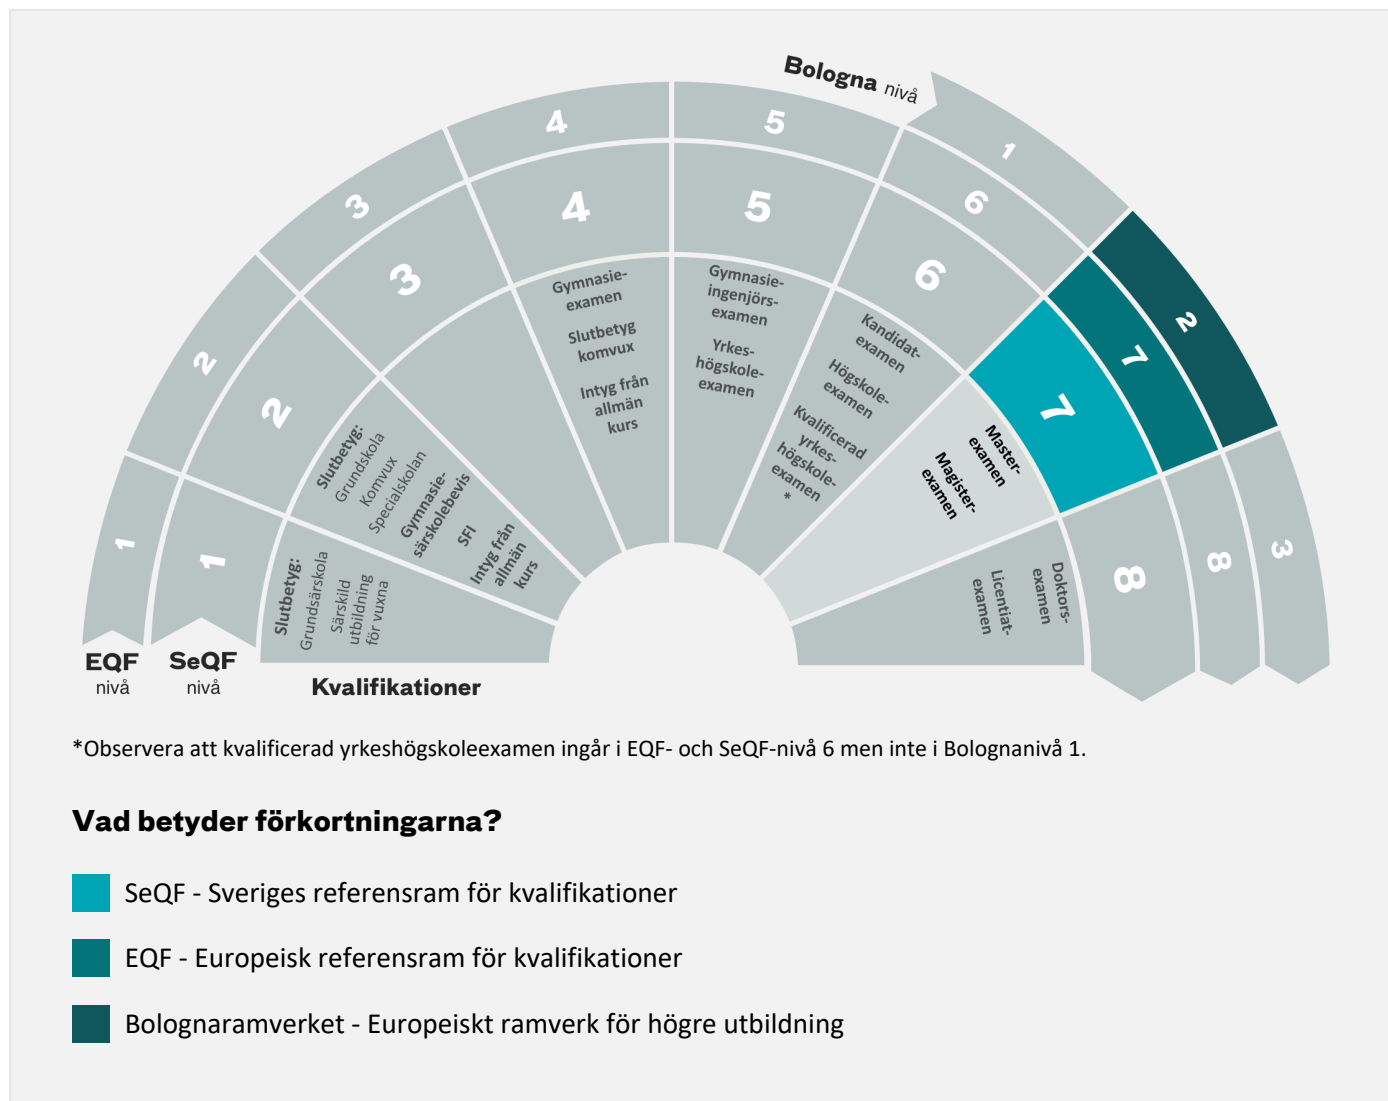 Bologna nivå
1
2
3
1
2
3
4
5
6
7
8
1
2
3
4
5
6
7
8
EQF
nivå
SeQF
nivå
Kvalifikationer
Slutbetyg:
Grundsärskola
Särskild
utbildning
för vuxna
Slutbetyg:
Grundskola
Komvux
Specialskolan
Gymnasie-
särskolebevis
SFI
Intyg från
allmän
kurs
Gymnasie-
examen
Slutbetyg
komvux
Intyg från
allmän
kurs
Gymnasie-
ingenjörs-
examen
Yrkes-
högskole-
examen
Kandidat-
examen
Högskole-
examen
Kvalificerad
yrkes-
högskole-
examen
*
Master-
examen
Magister-
examen
Doktors-
examen
Licentiat-
examen
*Observera att kvalificerad yrkeshögskoleexamen ingår i EQF- och SeQF-nivå 6 men inte i Bolognanivå 1.
Vad betyder förkortningarna?
SeQF - Sveriges referensram för kvalifikationer
EQF - Europeisk referensram för kvalifikationer
Bolognaramverket - Europeiskt ramverk för högre utbildning